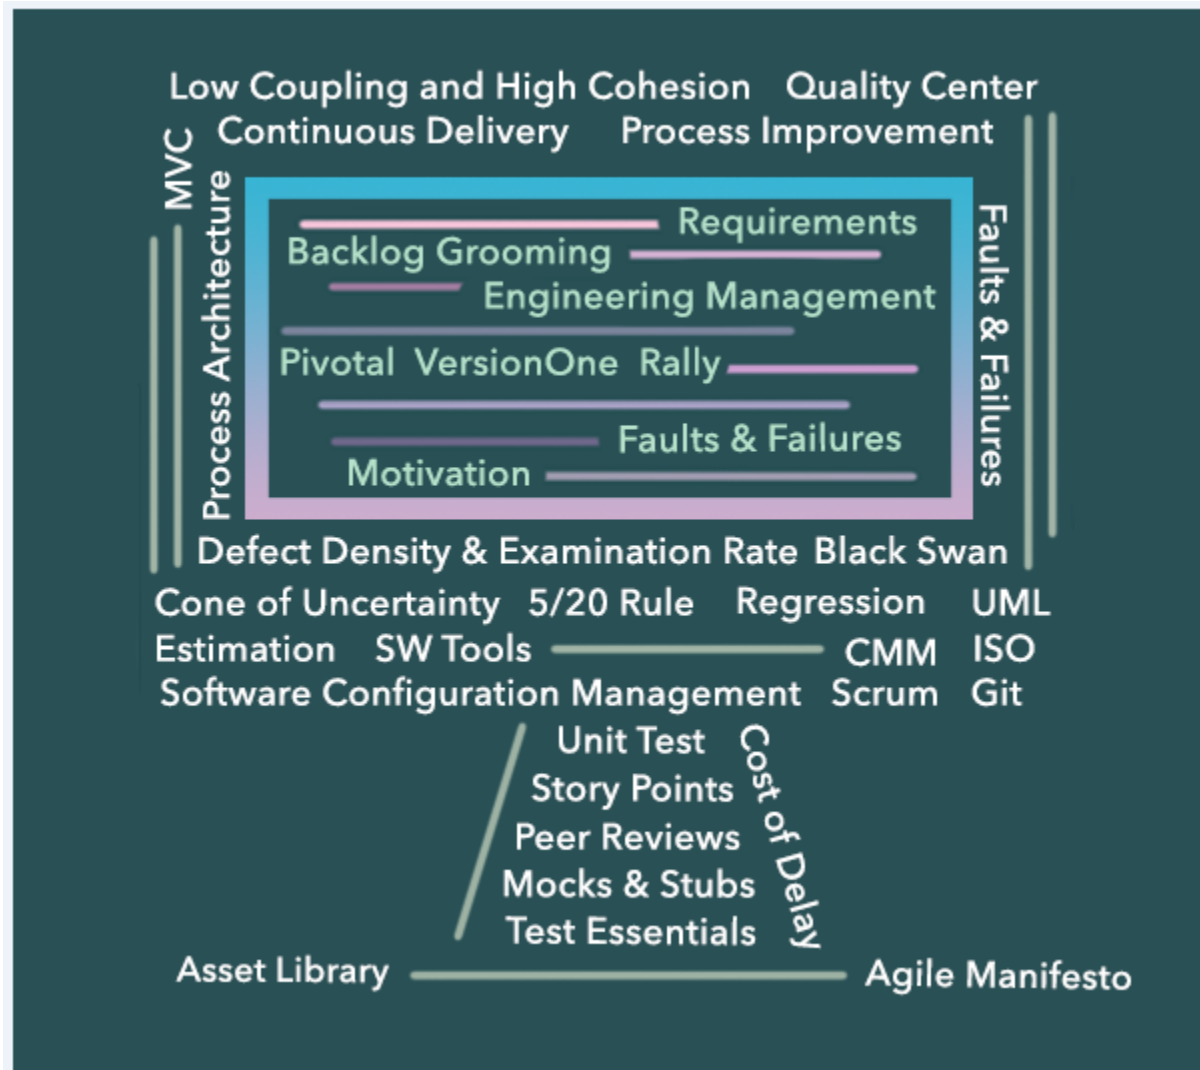 Low Coupling and High Cohesion Quality Center
Continuous Delivery Process Improvement
MVC
Process Architecture
Requirements
Backlog Grooming
Engineering Management
Pivotal VersionOne Rally
Faults & Failures
Motivation
Faults & Failures
Defect Density & Examination Rate Black Swan
Cone of Uncertainty 5/20 Rule Regression UML
Estimation SW Tools CMM ISO
Software Configuration Management Scrum Git
Unit Test
Story Points
Peer Reviews
Mocks & Stubs
Test Essentials
Cost of Delay
Asset Library Agile Manifesto